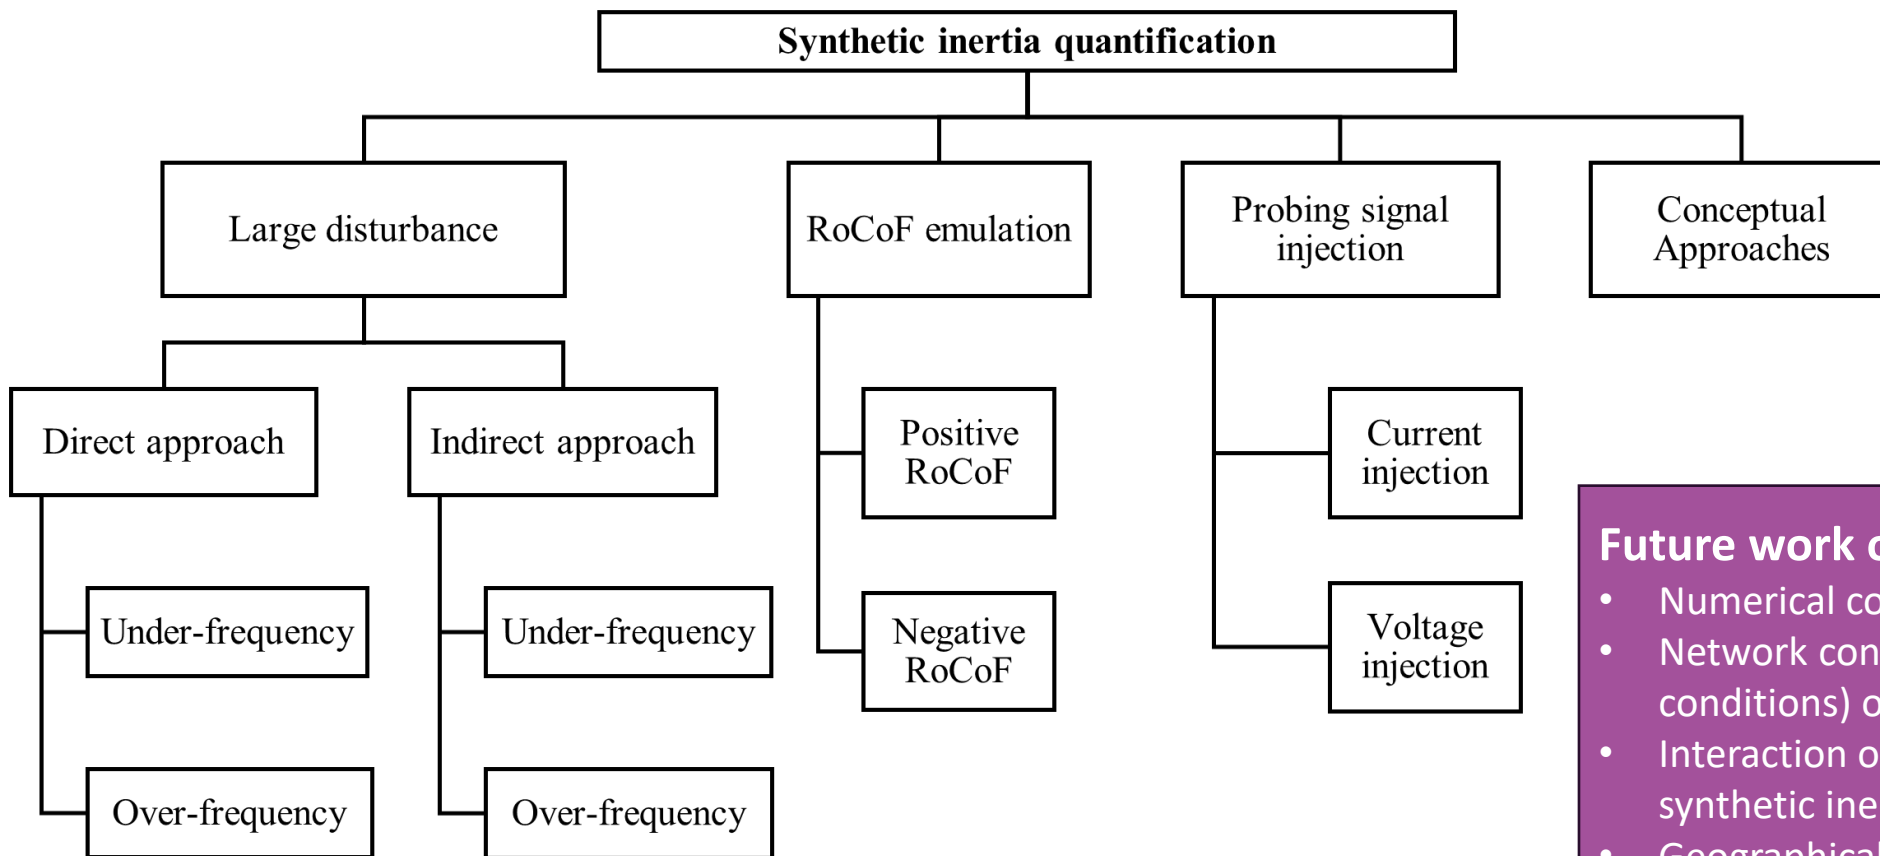 Synthetic inertia quantification
Large disturbance
RoCoF emulation
Probing signal
injection
Conceptual
Approaches
Direct approach
Indirect approach
Positive
RoCoF
Current
injection
Under-frequency
Under-frequency
Negative
RoCoF
Voltage
injection
Over-frequency
Over-frequency
Future work
• Numerical
• Network
conditions)
• Interaction
synthetic
• Geographical